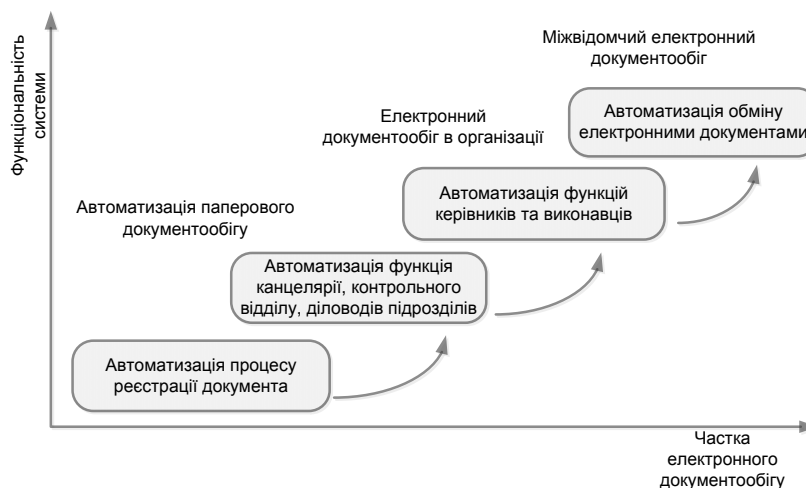 Функціональність
системи
Міжвідомчий електронний
документообіг
Автоматизація обміну
електронними документами
Електронний
документообіг в організації
Автоматизація функцій
керівників та виконавців
Автоматизація паперового
документообігу
Автоматизація функція
канцелярії, контрольного
відділу, діловодів підрозділів
Автоматизація процесу
реєстрації документа
Частка
електронного
документообігу